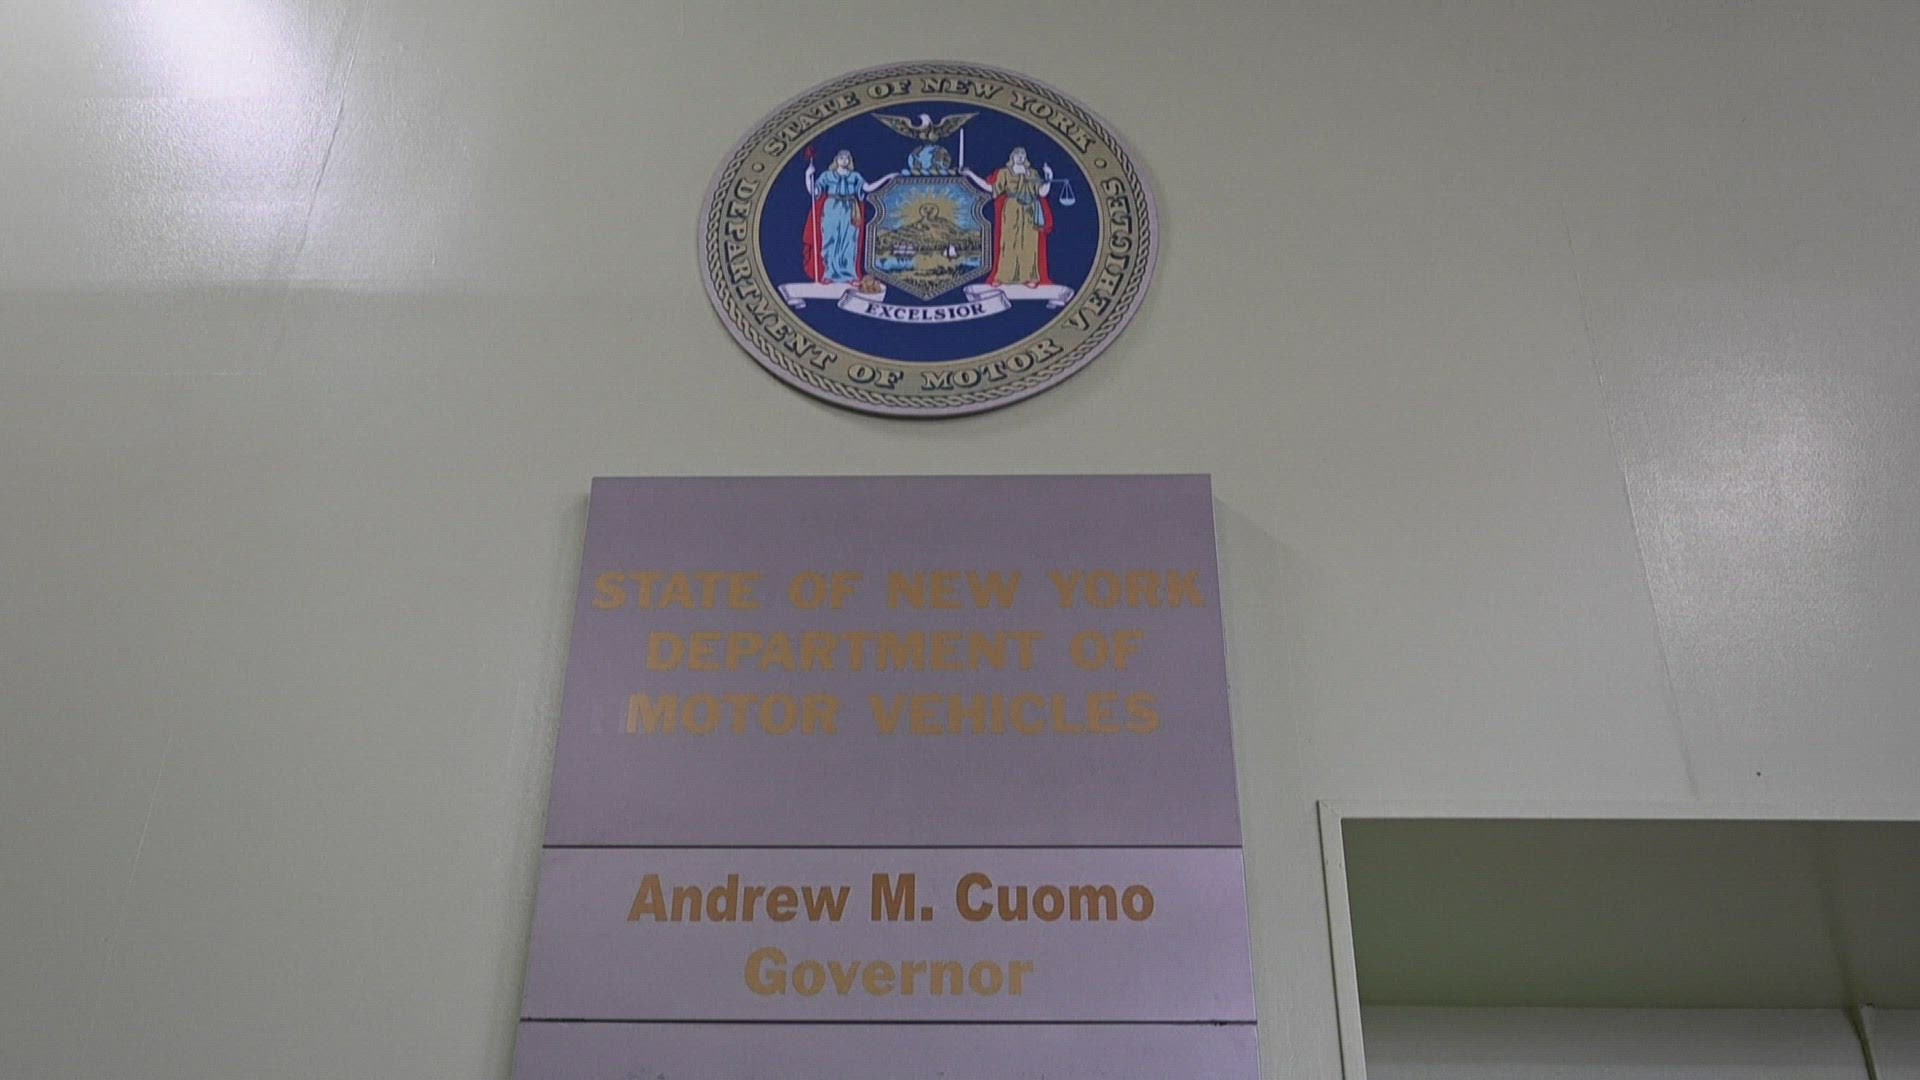 STATE OF NEW YORK
DEPARTMENT OF MOTOR VEHICLES
EXCELSIOR
STATE OF NEW YORK
DEPARTMENT OF
MOTOR VEHICLES
Andrew M. Cuomo
Governor